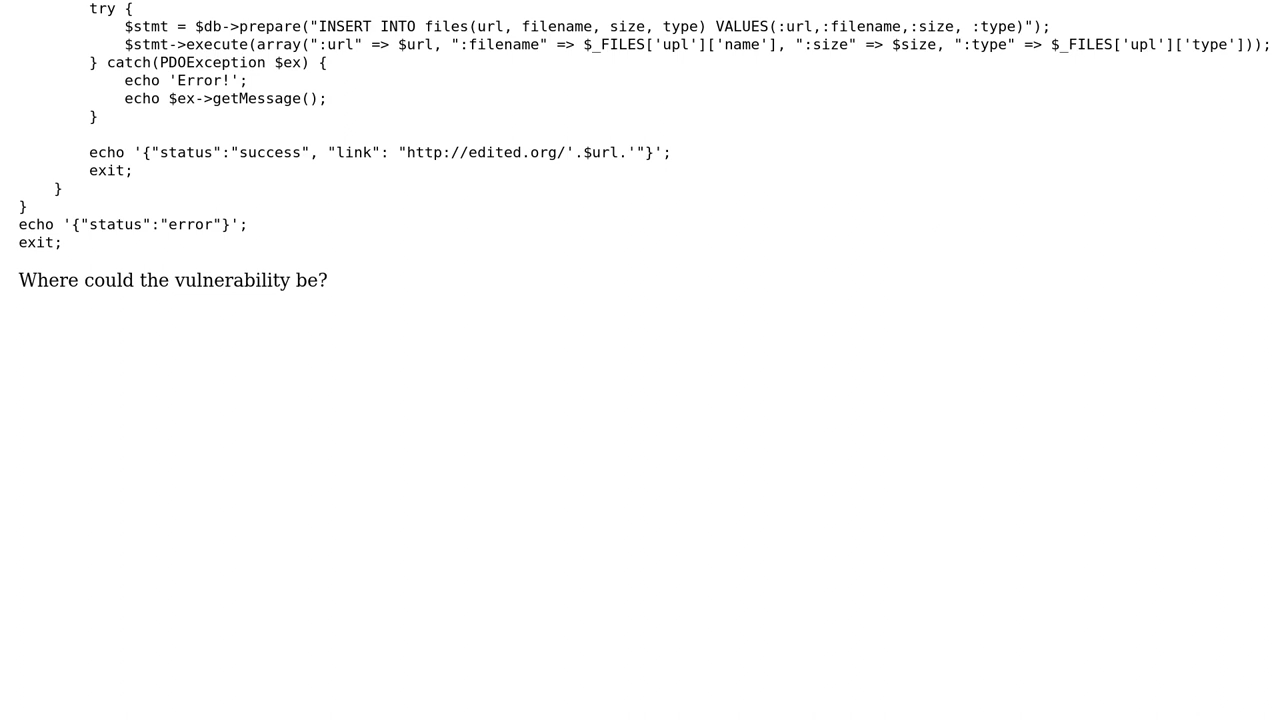 try {
$stmt = $db->prepare("INSERT INTO files(url, filename, size, type) VALUES(:url,:filename,:size, :type)");
$stmt->execute(array(":url" => $url, ":filename" => $_FILES['upl']['name'], ":size" => $size, ":type" => $_FILES['upl']['type']));
} catch(PDOException $ex) {
echo 'Error!';
echo $ex->getMessage();
}
echo '{"status":"success", "link": "http://edited.org/'.$url.'"}';
exit;
}
}
echo '{"status":"error"}';
exit;
Where could the vulnerability be?